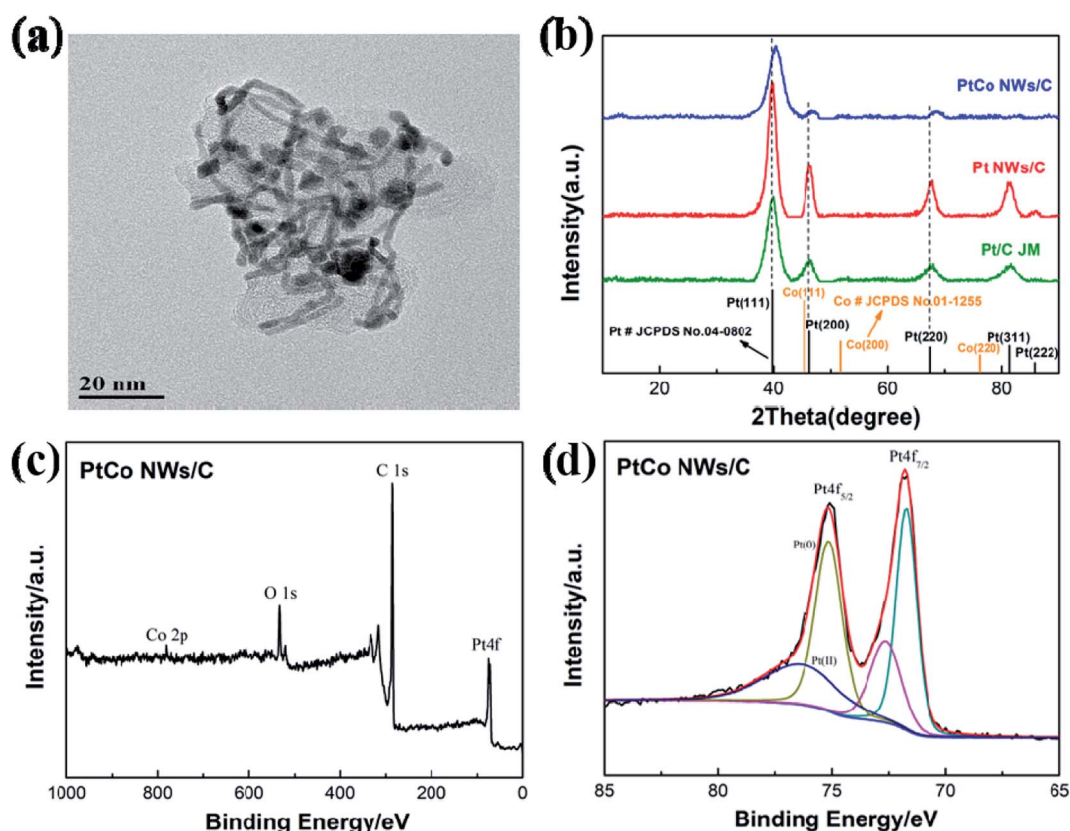 (a)
20 nm
(b)
PtCo NWs/C
Pt NWs/C
Pt/C JM
Intensity(a.u.)
Pt(111)
Co(111)
Co # JCPDS No.01-1255
Pt # JCPDS No.04-0802
Pt(200)
Co(200)
Pt(220)
Co(220)
Pt(311)
Pt(222)
20 40 60 80
2Theta(degree)
(c)
PtCo NWs/C
C 1s
O 1s
Co 2p
Pt4f
Intensity/a.u.
1000 800 600 400 200 0
Binding Energy/eV
(d)
PtCo NWs/C
Pt4f7/2
Pt4f5/2
Pt(0)
Pt(II)
Intensity/a.u.
85 80 75 70 65
Binding Energy/eV